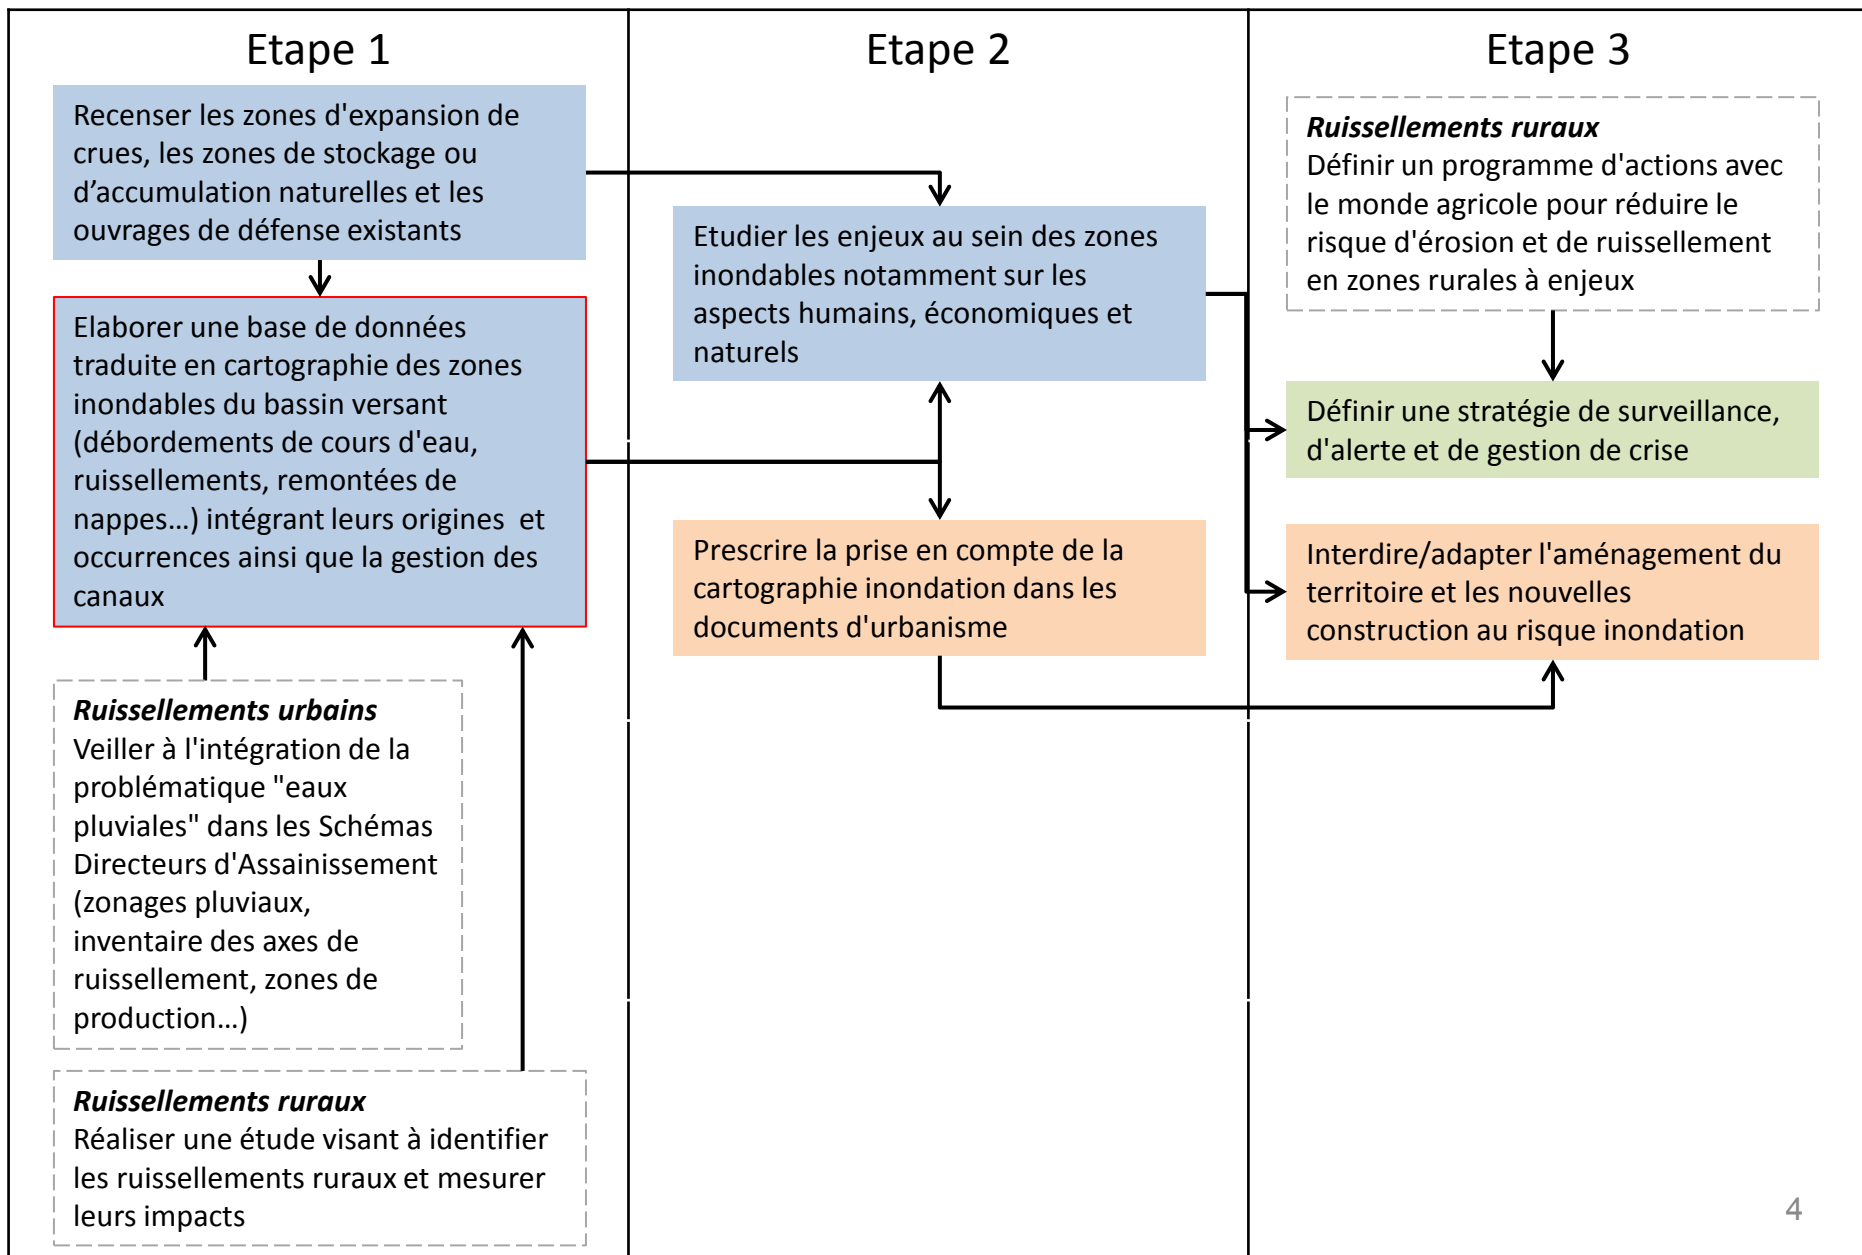 Etape 1
Recenser les zones d'expansion de
crues, les zones de stockage ou
d’accumulation naturelles et les
ouvrages de défense existants
Elaborer une base de données
traduite en cartographie des zones
inondables du bassin versant
(débordements de cours d'eau,
ruissellements, remontées de
nappes...) intégrant leurs origines et
occurrences ainsi que la gestion des
canaux
Ruissellements urbains
Veiller à l'intégration de la
problématique "eaux
pluviales" dans les Schémas
Directeurs d'Assainissement
(zonages pluviaux,
inventaire des axes de
ruissellement, zones de
production...)
Ruissellements ruraux
Réaliser une étude visant à identifier
les ruissellements ruraux et mesurer
leurs impacts
Etape 2
Etudier les enjeux au sein des zones
inondables notamment sur les
aspects humains, économiques et
naturels
Prescrire la prise en compte de la
cartographie inondation dans les
documents d'urbanisme
Etape 3
Ruissellements ruraux
Définir un programme d'actions avec
le monde agricole pour réduire le
risque d'érosion et de ruissellement
en zones rurales à enjeux
Définir une stratégie de surveillance,
d'alerte et de gestion de crise
Interdire/adapter l'aménagement du
territoire et les nouvelles
construction au risque inondation
4